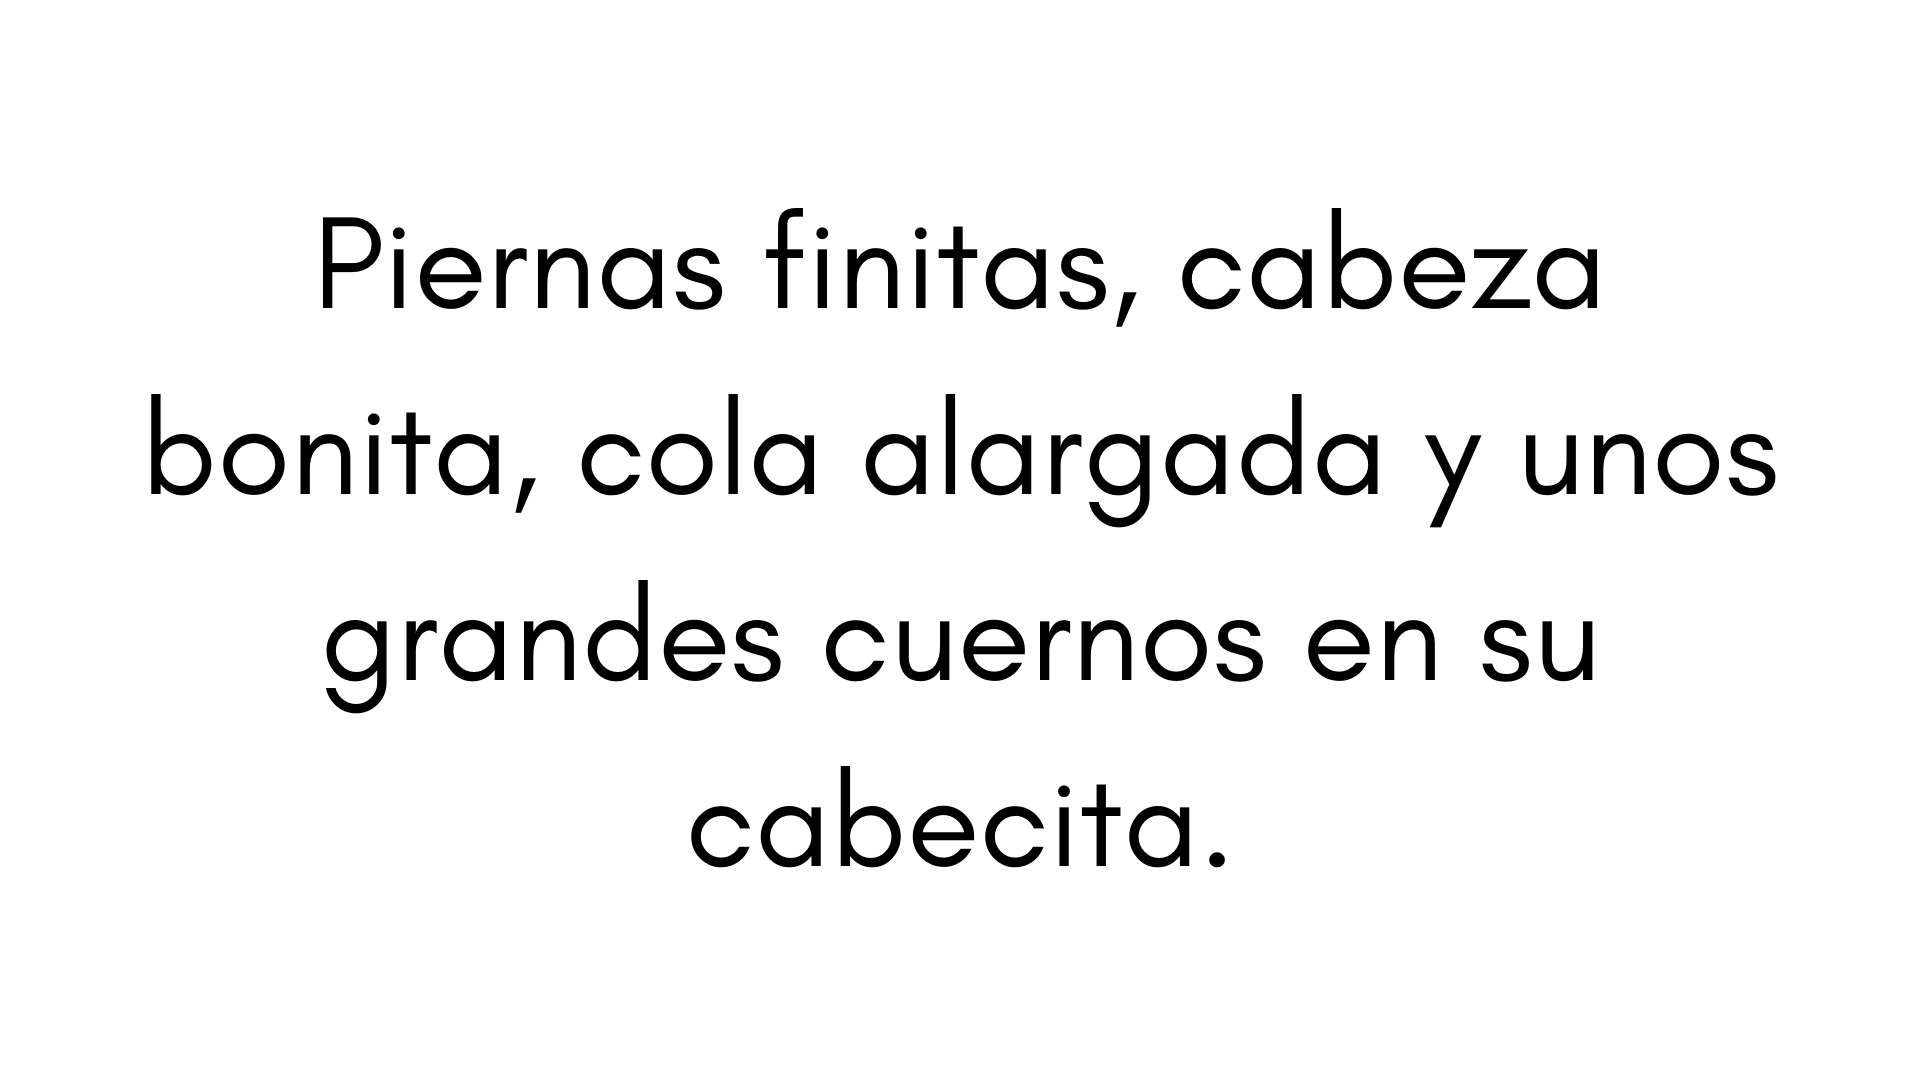 Piernas finitas, cabeza
bonita, cola alargada y unos
grandes cuernos en su
cabecita.